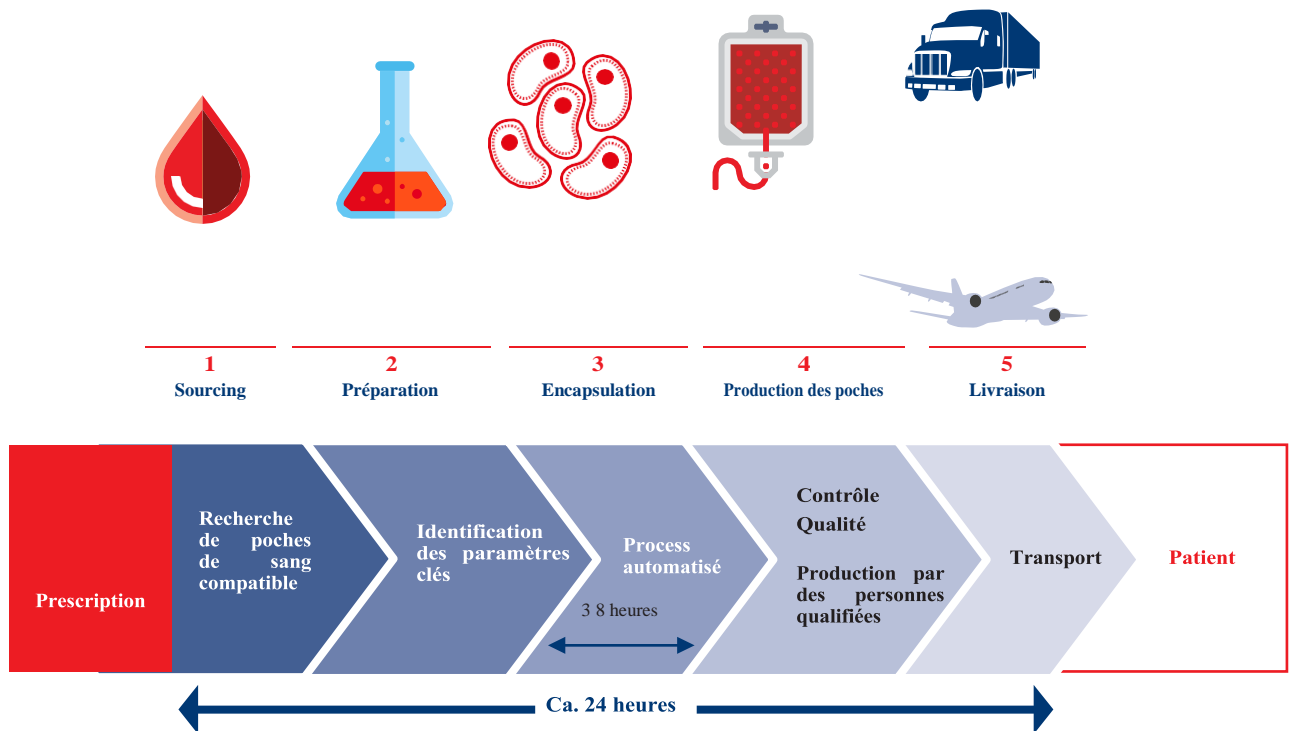 1
Sourcing
2
Préparation
3
Encapsulation
4
Production des poches
5
Livraison
Prescription
Recherche
de poches
de sang
compatible
Identification
des paramètres
clés
Process
automatisé
3 8 heures
Contrôle
Qualité
Production par
des personnes
qualifiées
Transport
Patient
Ca. 24 heures